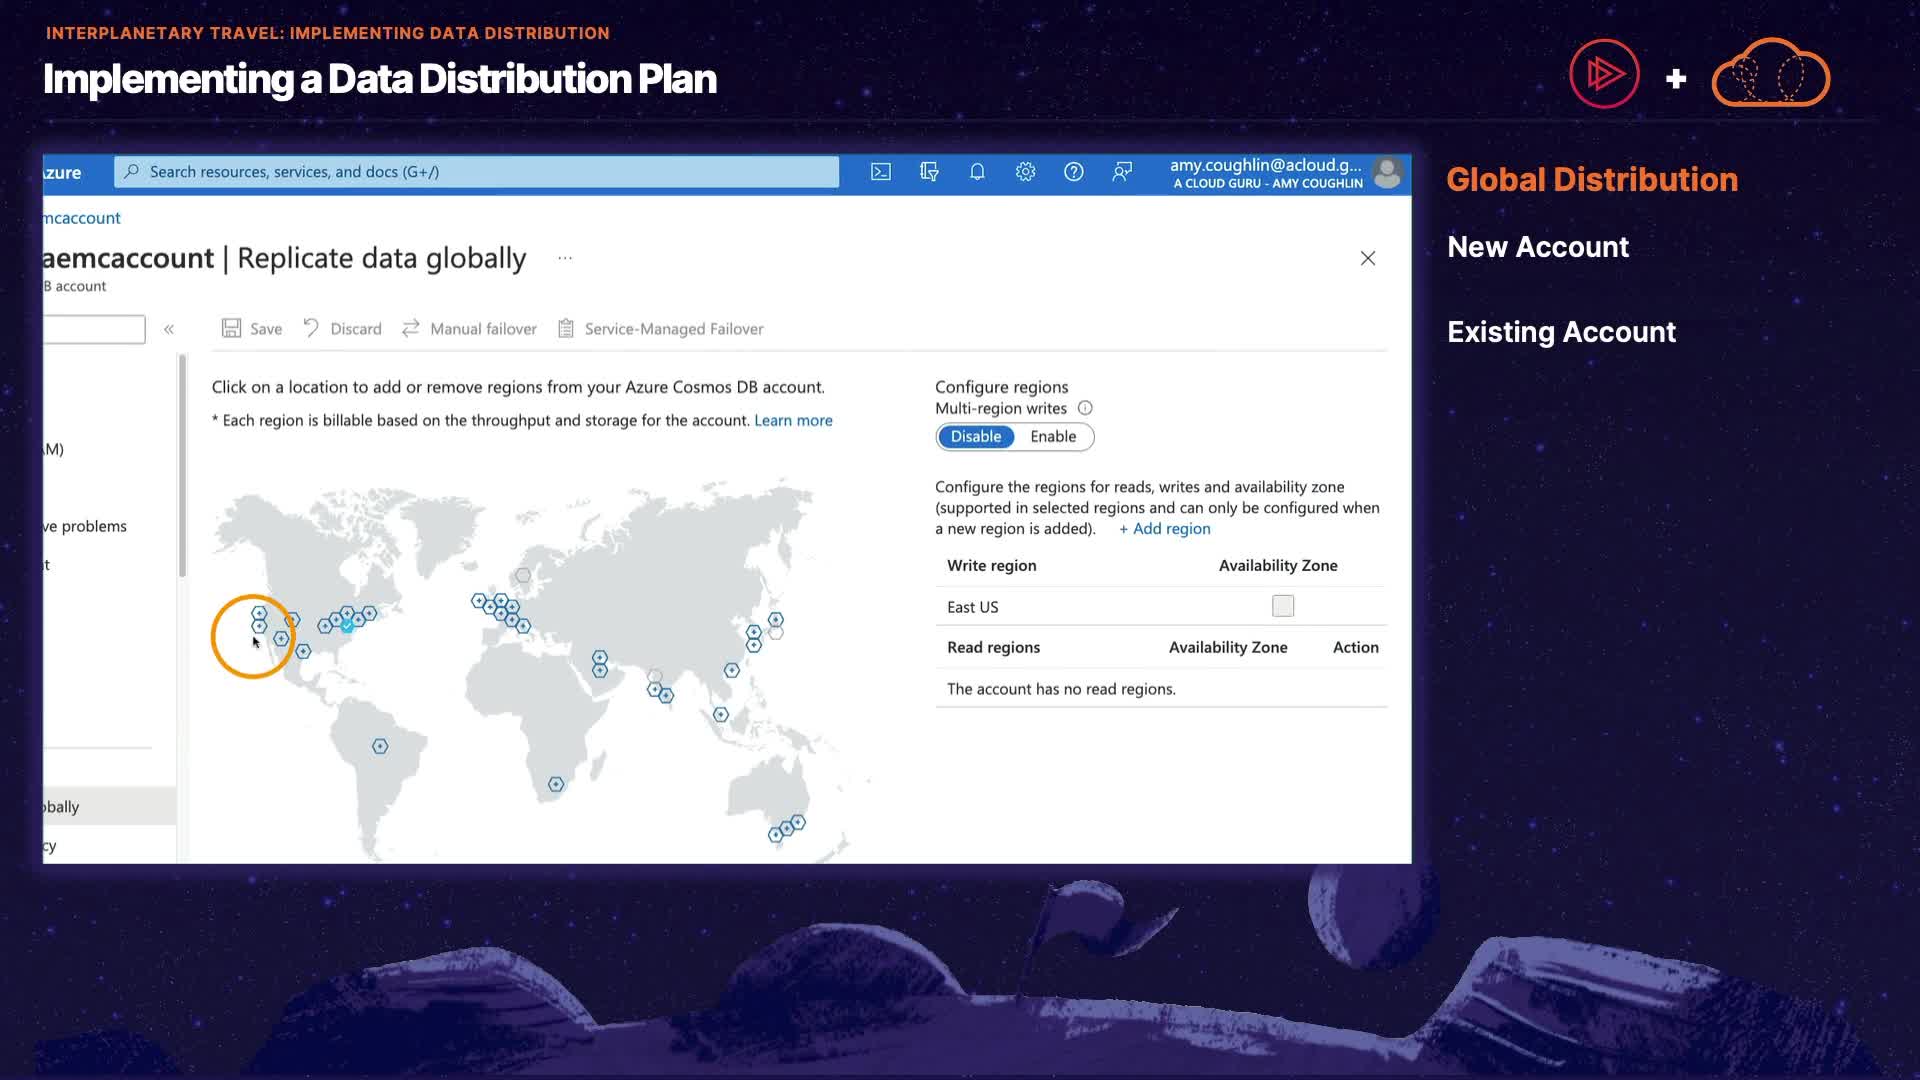 INTERPLANETARY TRAVEL: IMPLEMENTING DATA DISTRIBUTION
Implementing a Data Distribution Plan
zure
Search resources, services, and docs (G+/)
amy.coughlin@acloud.g...
A CLOUD GURU - AMY COUGHLIN
mcaccount
aemcaccount | Replicate data globally ...
B account
«
Save
Discard
Manual failover
Service-Managed Failover
Click on a location to add or remove regions from your Azure Cosmos DB account.
* Each region is billable based on the throughput and storage for the account. Learn more
M)
ve problems
t
obally
cy
Configure regions
Multi-region writes
Disable
Enable
Configure the regions for reads, writes and availability zone
(supported in selected regions and can only be configured when
a new region is added). + Add region
Write region
Availability Zone
East US
Read regions
Availability Zone
Action
The account has no read regions.
Global Distribution
New Account
Existing Account